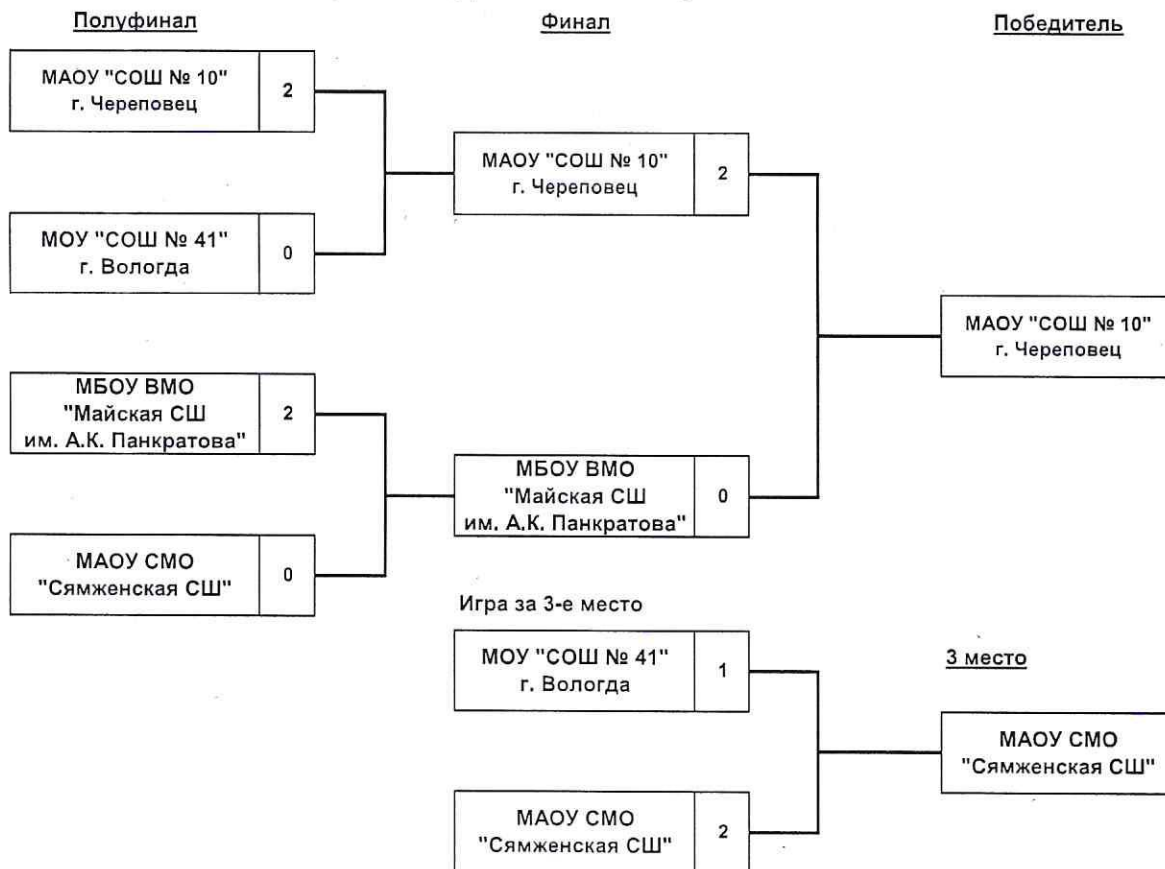 Полуфинал
Финал
Победитель
МАОУ "СОШ № 10"
г. Череповец
2
МОУ "СОШ № 41"
г. Вологда
0
МБОУ ВМО
"Майская СШ
им. А.К. Панкратова"
2
МАОУ СМО
"Сямженская СШ"
0
МАОУ "СОШ № 10"
г. Череповец
2
МБОУ ВМО
"Майская СШ
им. А.К. Панкратова"
0
МАОУ "СОШ № 10"
г. Череповец
Игра за 3-е место
МОУ "СОШ № 41"
г. Вологда
1
МАОУ СМО
"Сямженская СШ"
2
3 место
МАОУ СМО
"Сямженская СШ"